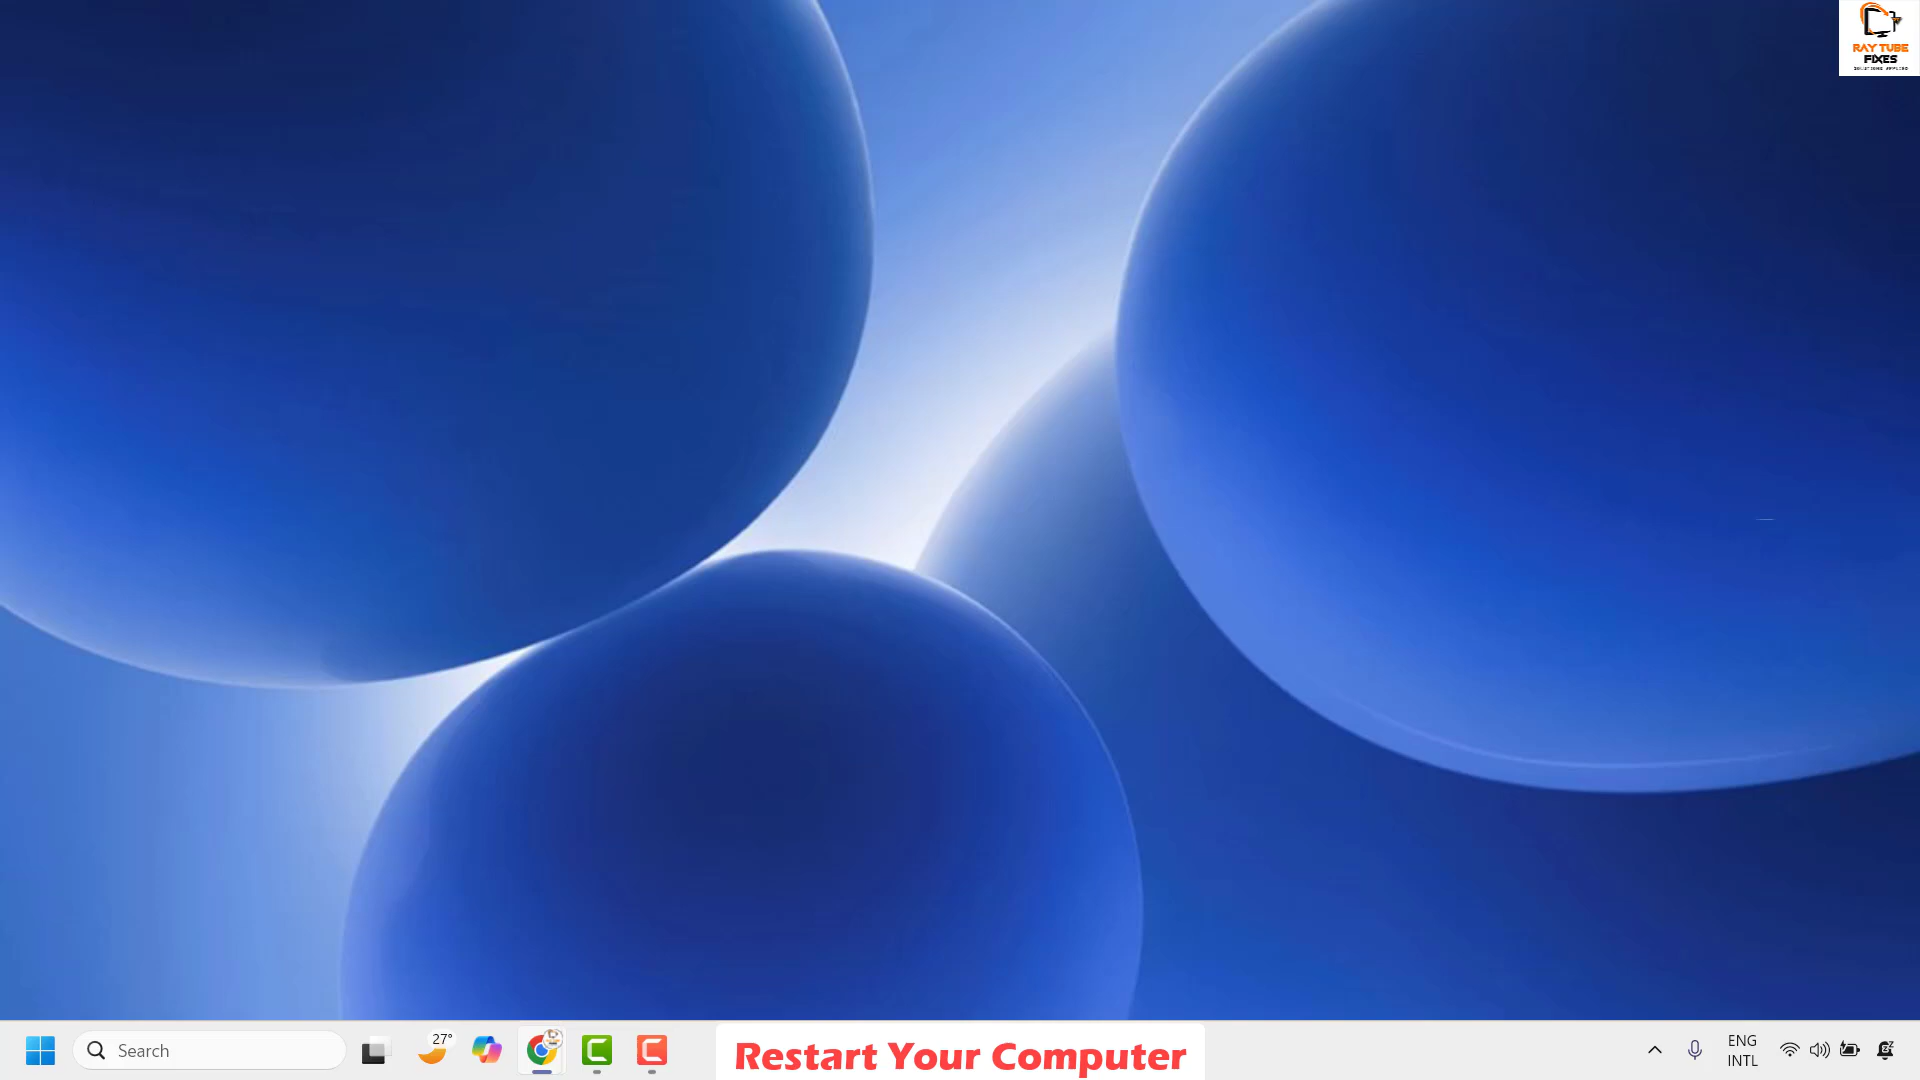 RAY TUBE
FIXES
27°
Search
Restart Your Computer
ENG
INTL